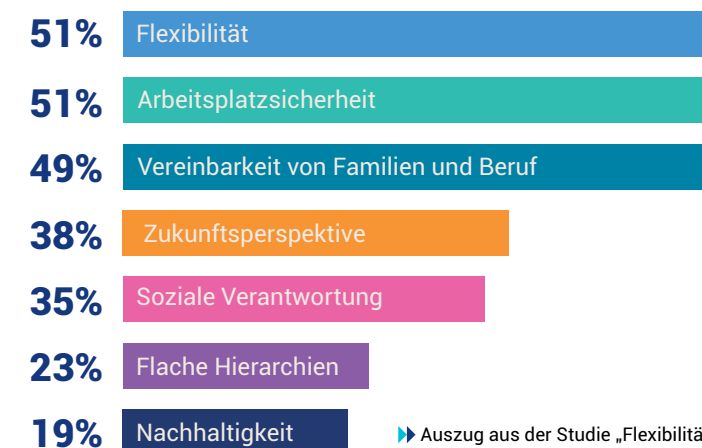 51% Flexibilität
51% Arbeitsplatzsicherheit
49% Vereinbarkeit von Familien und Beruf
38% Zukunftsperspektive
35% Soziale Verantwortung
23% Flache Hierarchien
19% Nachhaltigkeit
Auszug aus der Studie „Flexibilitä